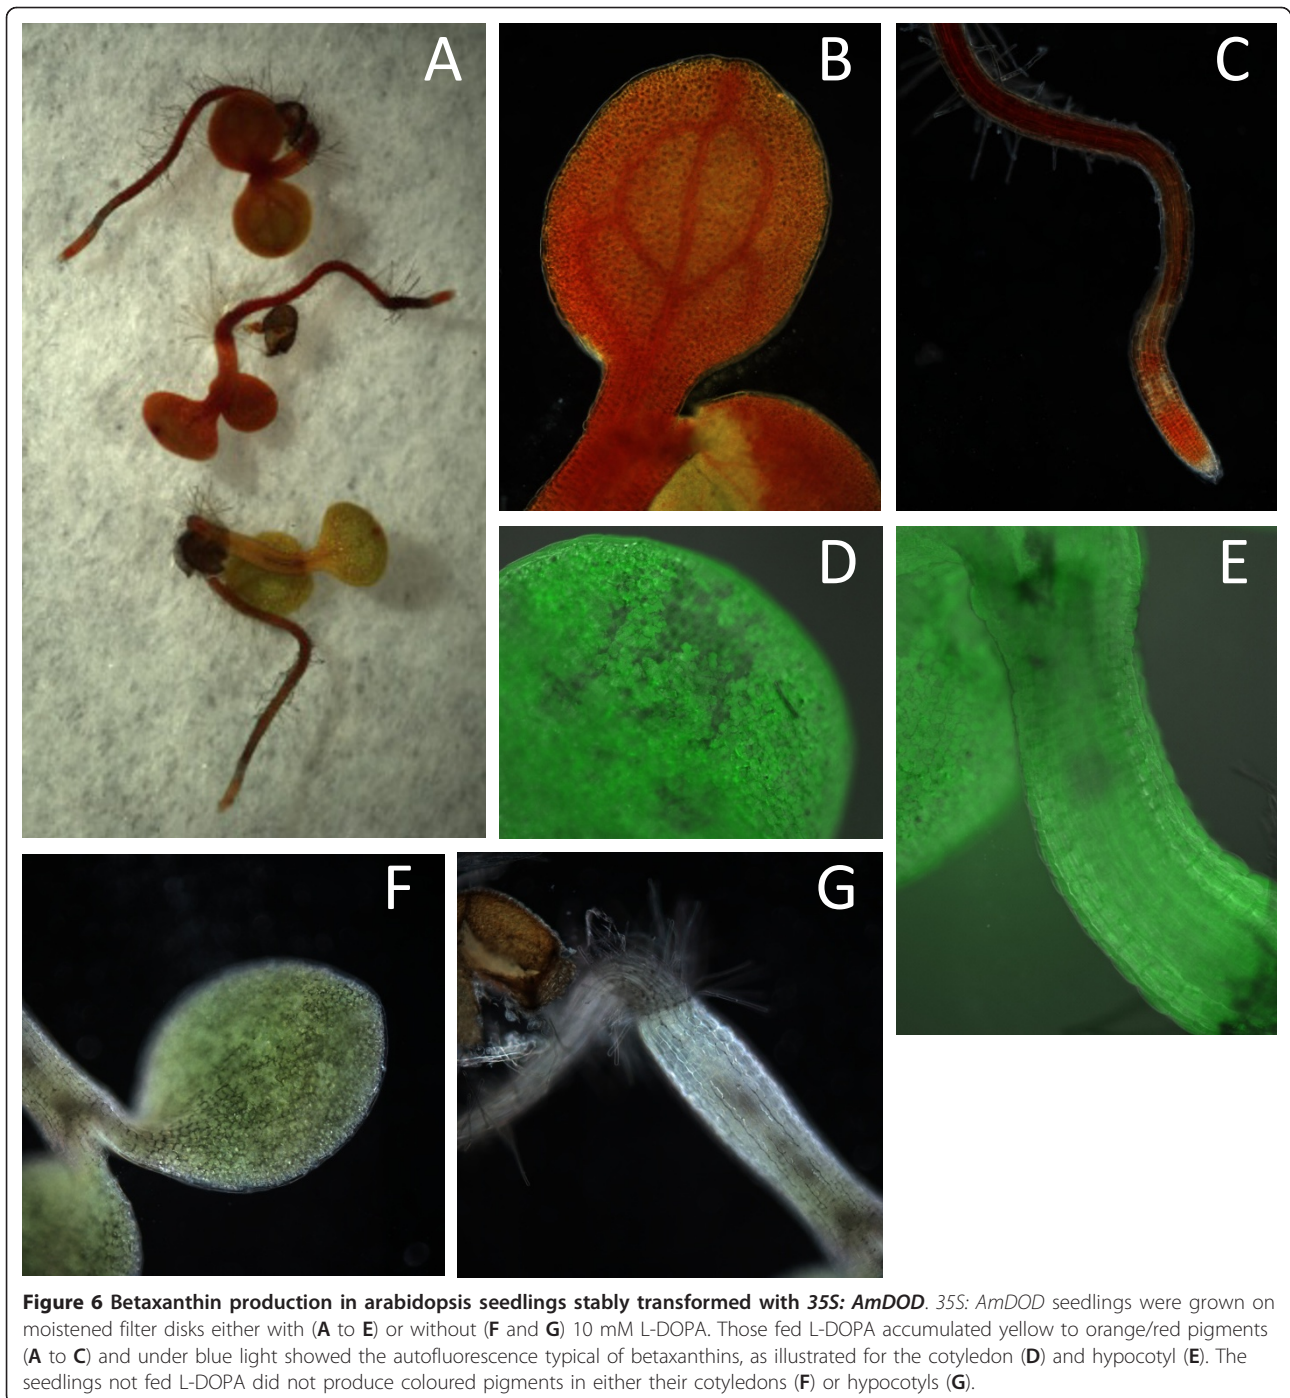 A
B
C
D
E
F
G
Figure 6 Betaxanthin production in arabidopsis seedlings stably transformed with 35S: AmDOD. 35S: AmDOD seedlings were grown on
moistened filter disks either with (A to E) or without (F and G) 10 mM L-DOPA. Those fed L-DOPA accumulated yellow to orange/red pigments
(A to C) and under blue light showed the autofluorescence typical of betaxanthins, as illustrated for the cotyledon (D) and hypocotyl (E). The
seedlings not fed L-DOPA did not produce coloured pigments in either their cotyledons (F) or hypocotyls (G).